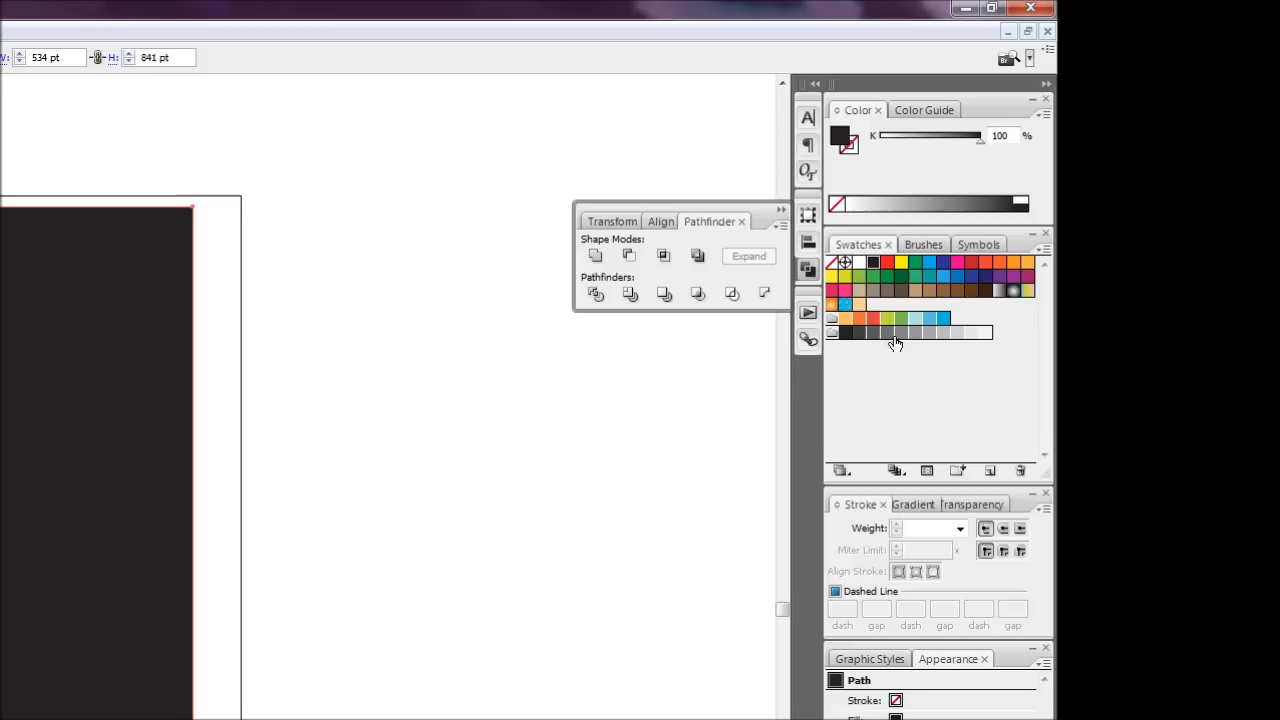 W: 534 pt H: 841 pt
Br
Color × Color Guide
K 100 %
Transform Align Pathfinder ×
Shape Modes:
Expand
Pathfinders:
Swatches × Brushes Symbols
Stroke × Gradient Transparency
Weight:
Miter Limit: x
Align Stroke:
Dashed Line
dash gap dash gap dash gap
Graphic Styles Appearance ×
Path
Stroke: